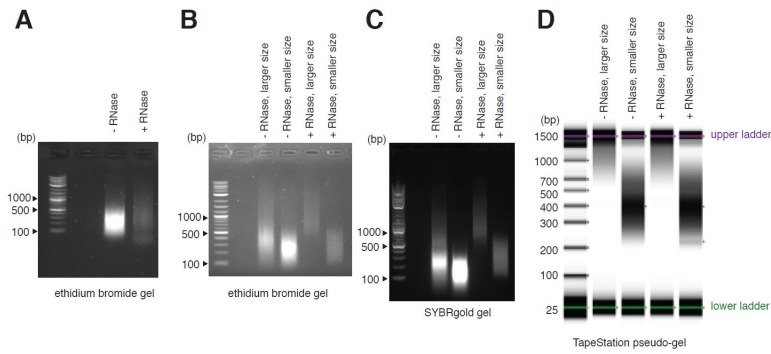 A
B
C
D
- RNase
+ RNase
- RNase, larger size
- RNase, smaller size
+ RNase, larger size
+ RNase, smaller size
- RNase, larger size
- RNase, smaller size
+ RNase, larger size
+ RNase, smaller size
- RNase, larger size
- RNase, smaller size
+ RNase, larger size
+ RNase, smaller size
(bp)
1000
500
100
ethidium bromide gel
(bp)
1000
500
100
ethidium bromide gel
(bp)
1000
500
100
SYBRgold gel
(bp)
1500
1000
700
500
400
300
200
100
25
upper ladder
lower ladder
TapeStation pseudo-gel